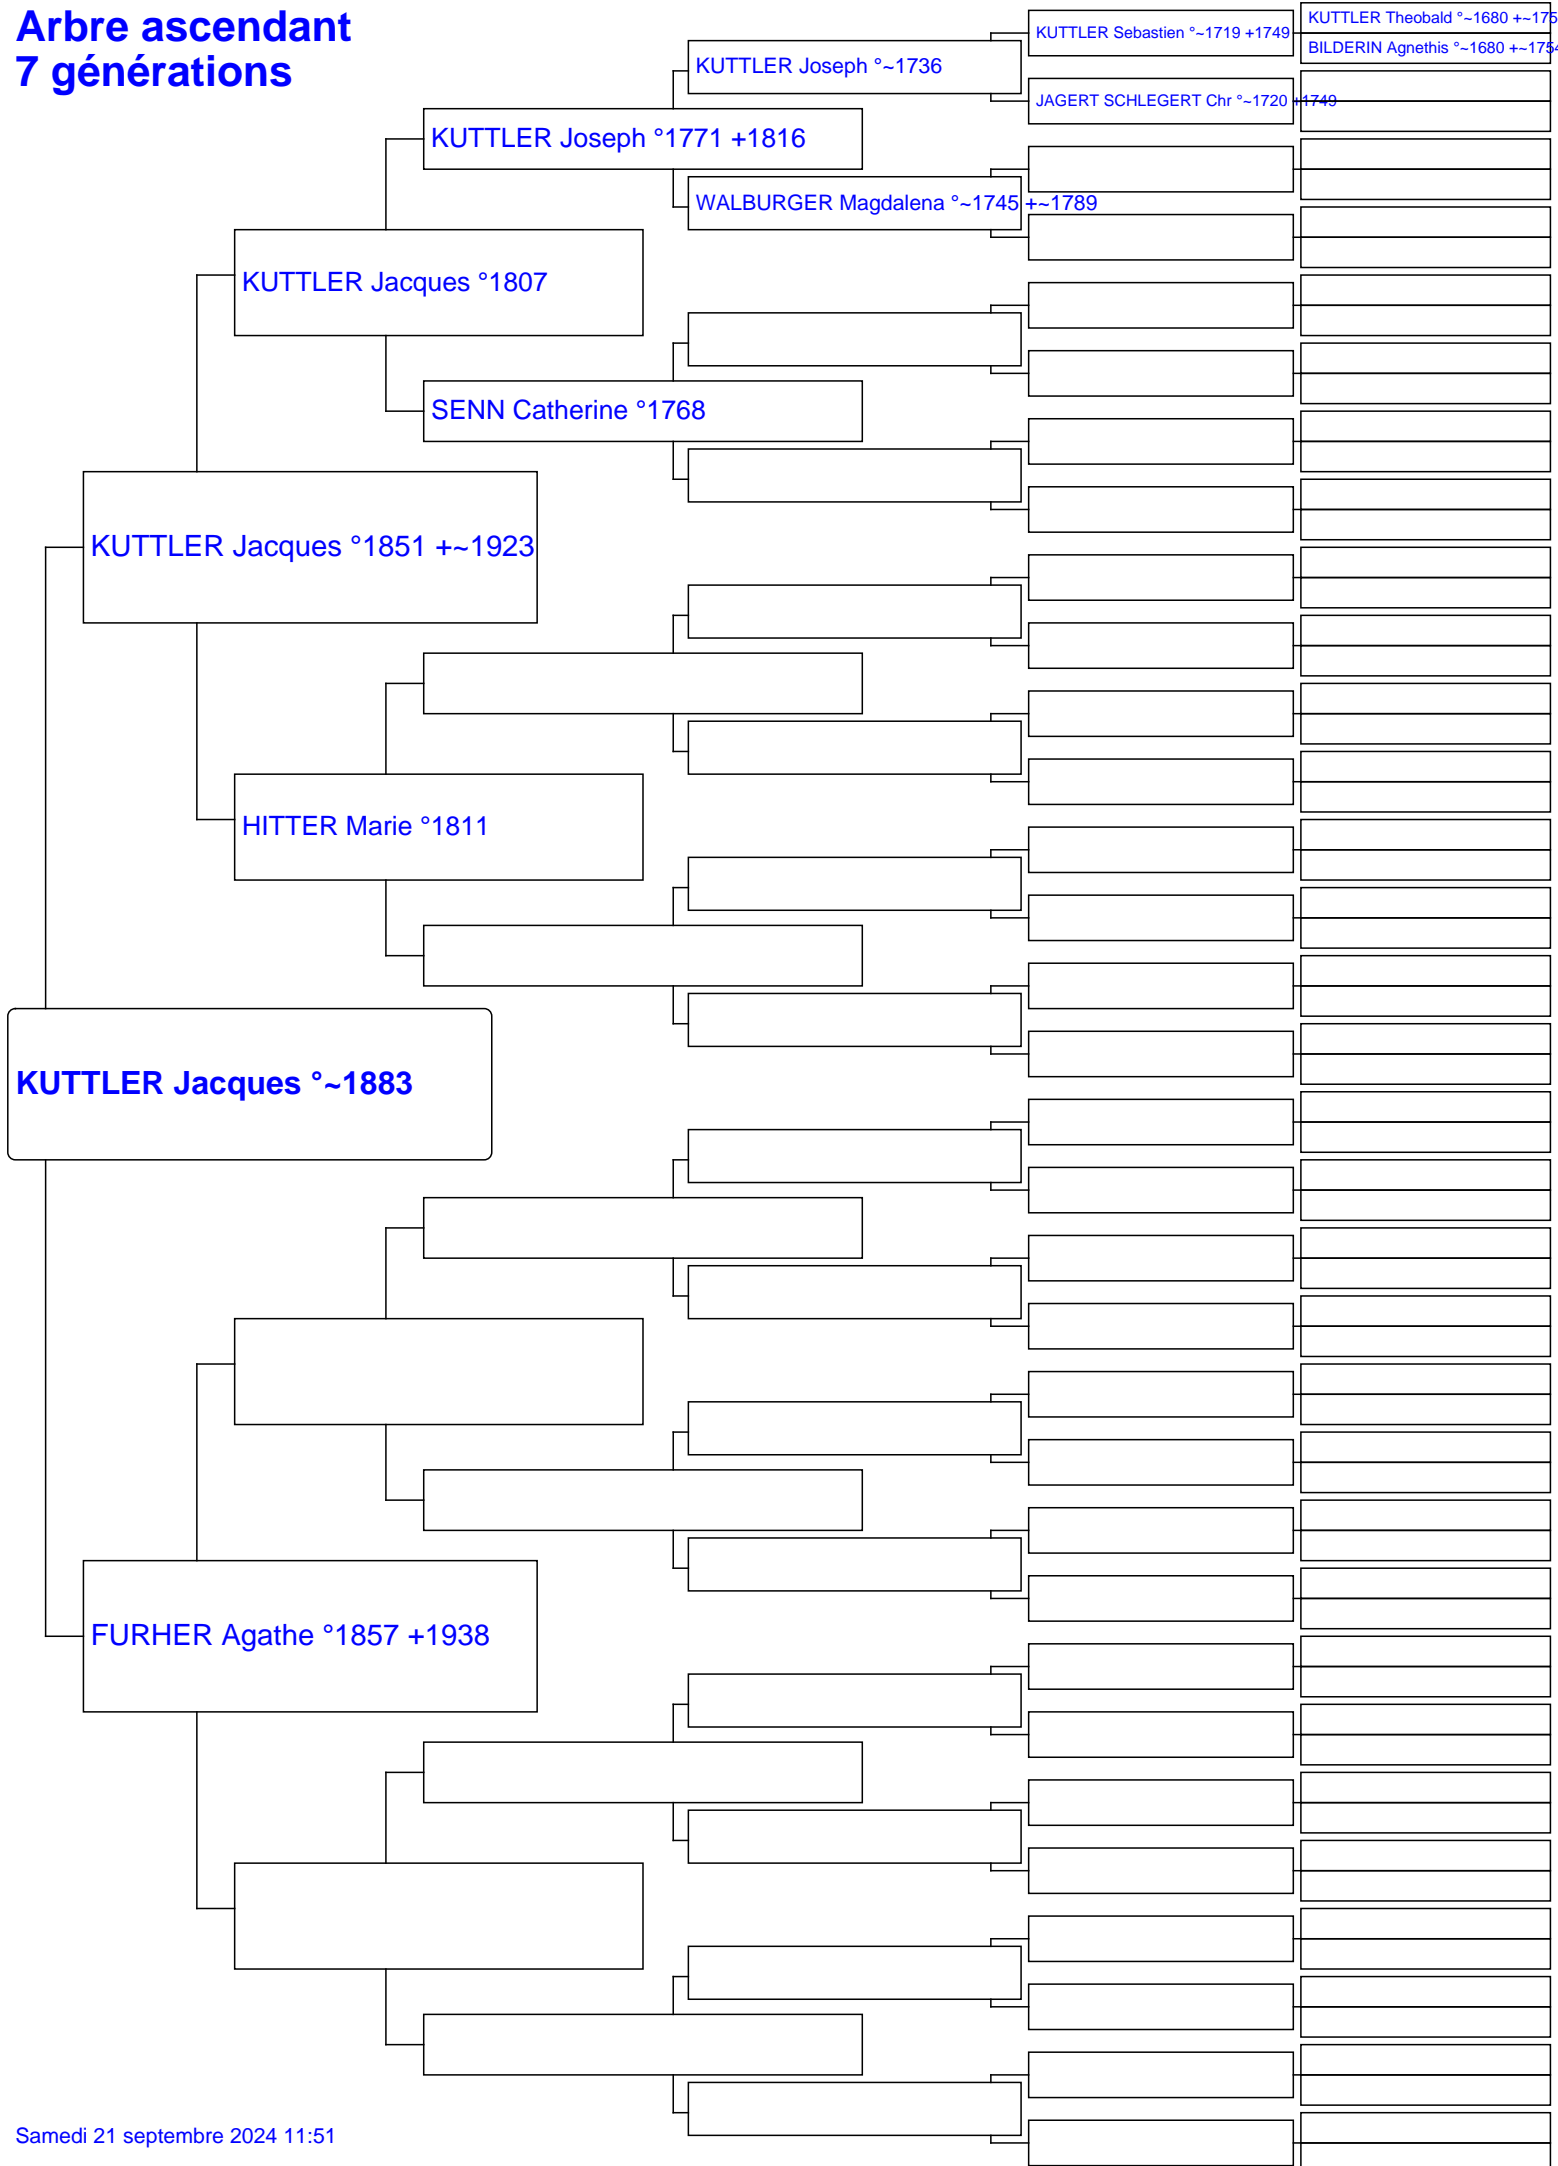 Arbre ascendant
7 générations
KUTTLER Theobald °~1680 +~175
KUTTLER Sebastien °~1719 +1749
BILDERIN Agnethis °~1680 +~1754
KUTTLER Joseph °~1736
JAGERT SCHLEGERT Chr °~1720 +1749
KUTTLER Joseph °1771 +1816
WALBURGER Magdalena °~1745 +~1789
KUTTLER Jacques °1807
SENN Catherine °1768
KUTTLER Jacques °1851 +~1923
HITTER Marie °1811
KUTTLER Jacques °~1883
FURHER Agathe °1857 +1938
Samedi 21 septembre 2024 11:51